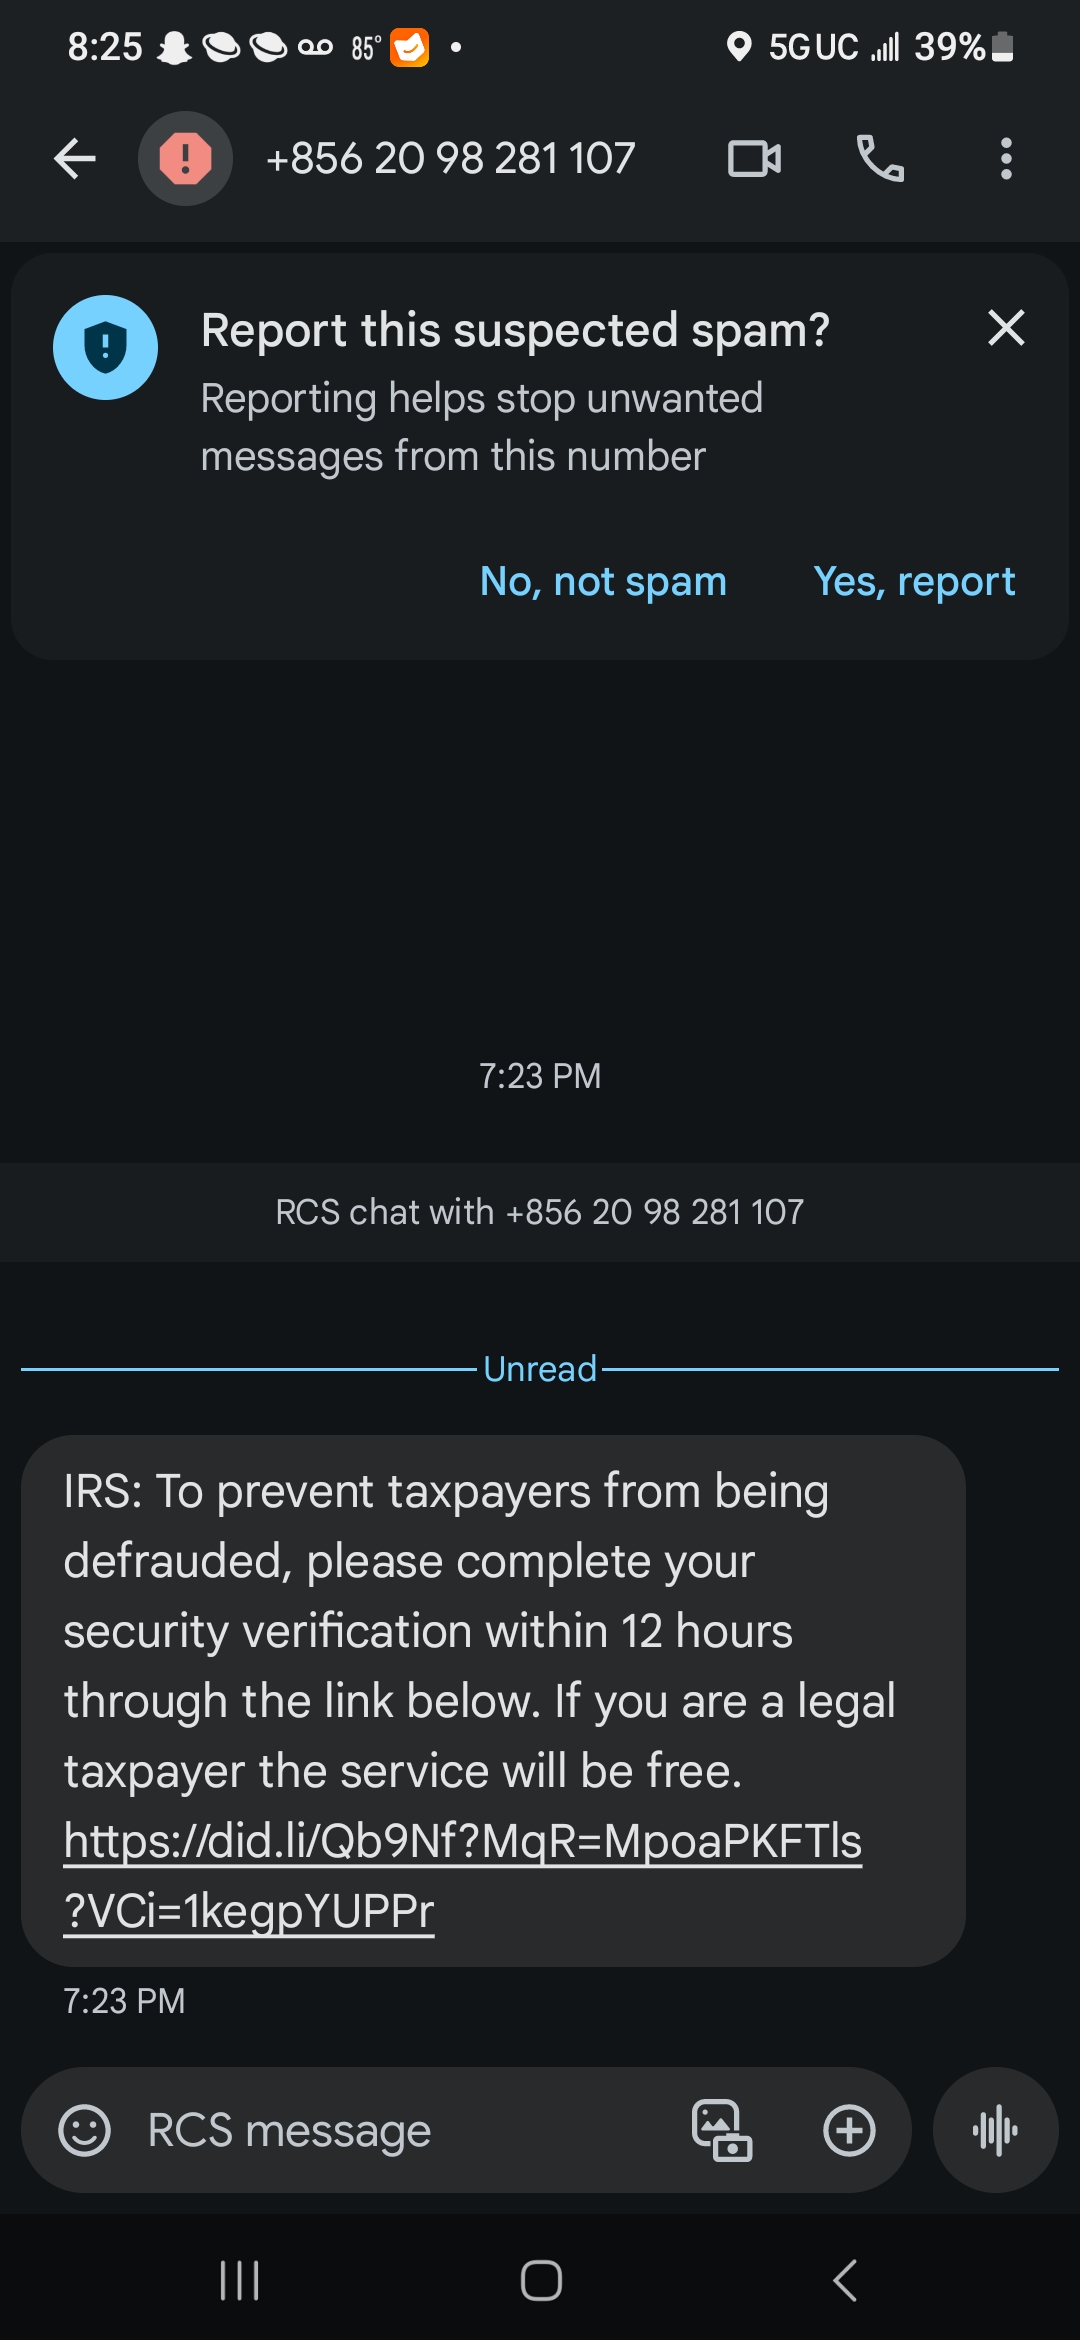 8:25 85° 5G UC 39%
+856 20 98 281 107
Report this suspected spam?
Reporting helps stop unwanted
messages from this number
No, not spam Yes, report
7:23 PM
RCS chat with +856 20 98 281 107
Unread
IRS: To prevent taxpayers from being
defrauded, please complete your
security verification within 12 hours
through the link below. If you are a legal
taxpayer the service will be free.
https://did.li/Qb9Nf?MqR=MpoaPKFTls
?VCi=1kegpYUPPr
7:23 PM
RCS message